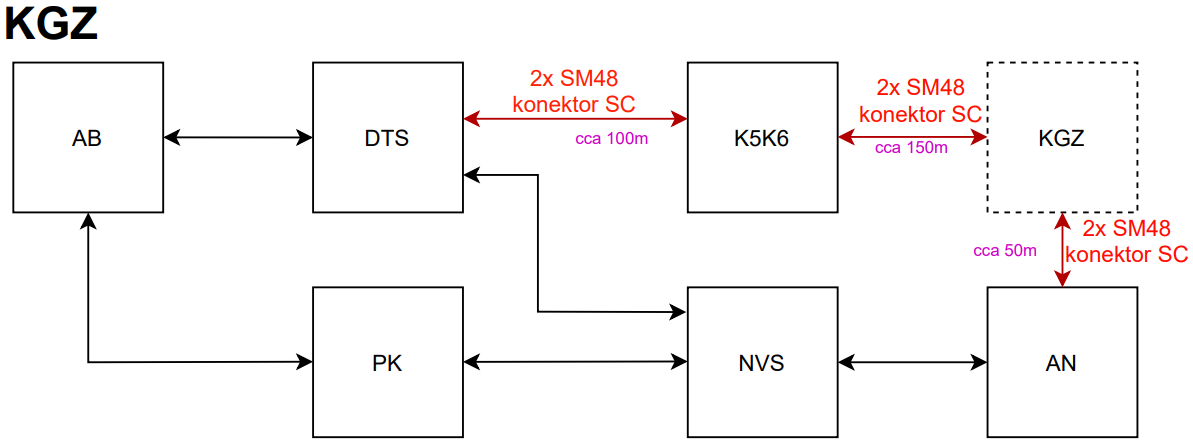 KGZ
AB
DTS
2x SM48
konektor SC
cca 100m
K5K6
2x SM48
konektor SC
cca 150m
KGZ
2x SM48
konektor SC
cca 50m
PK
NVS
AN